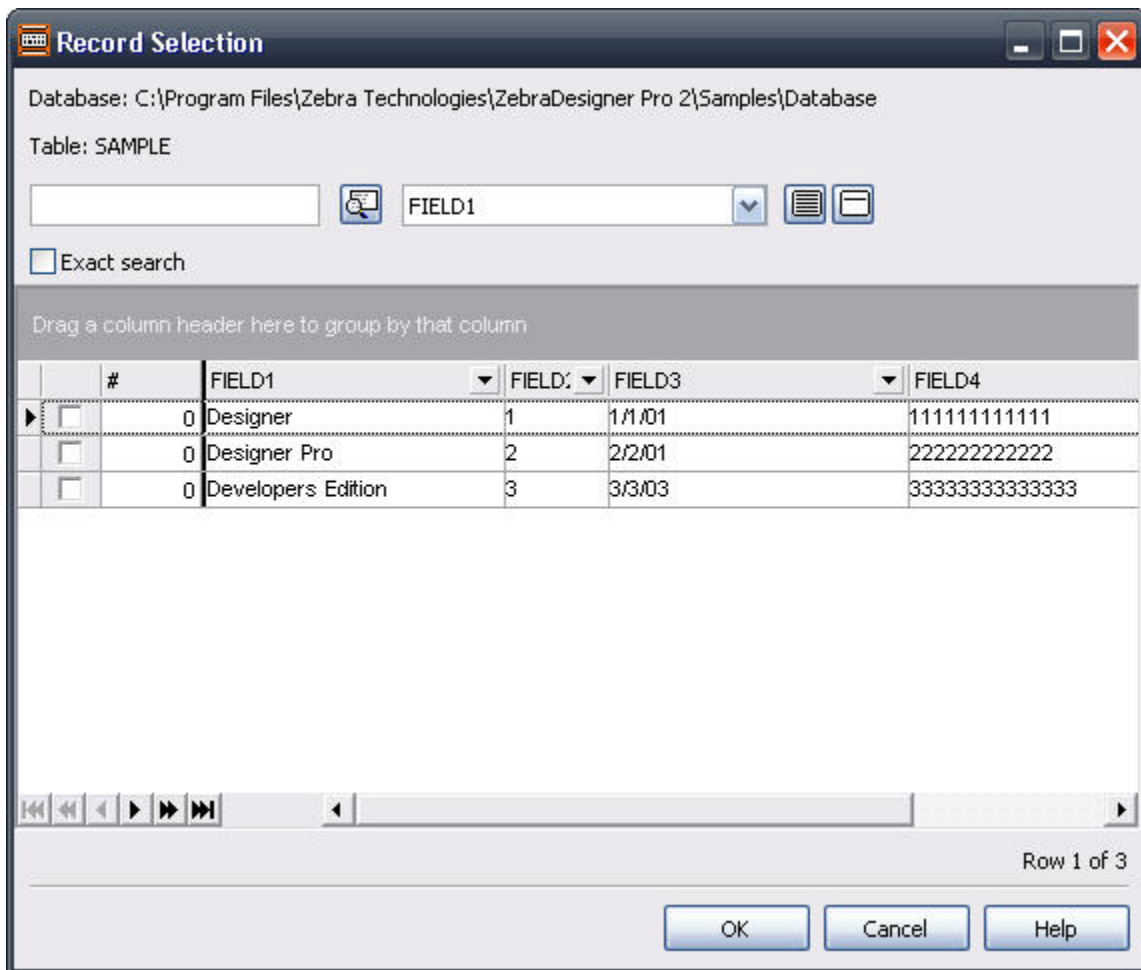 Record Selection
Database: C:\Program Files\Zebra Technologies\ZebraDesigner Pro 2\Samples\Database
Table: SAMPLE
FIELD1
Exact search
Drag a column header here to group by that column
# FIELD1 FIELD2 FIELD3 FIELD4
0 Designer 1 1/1/01 111111111111
0 Designer Pro 2 2/2/01 222222222222
0 Developers Edition 3 3/3/03 33333333333333
Row 1 of 3
OK Cancel Help